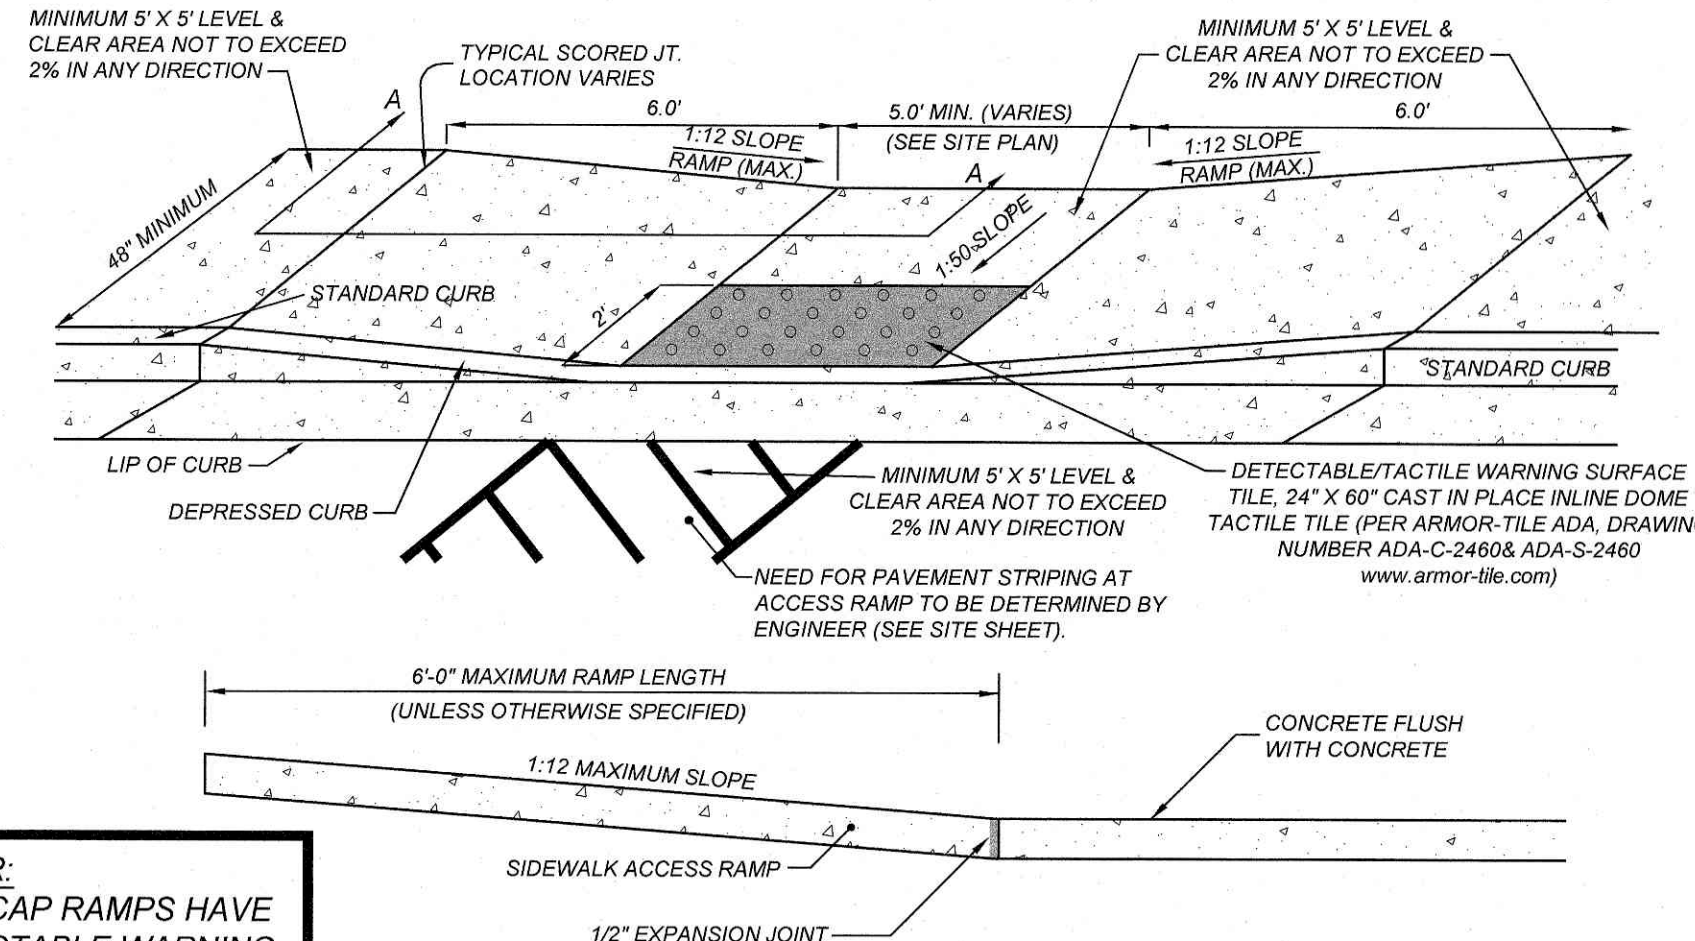 MINIMUM 5' X 5' LEVEL &
CLEAR AREA NOT TO EXCEED
2% IN ANY DIRECTION
TYPICAL SCORED JT.
LOCATION VARIES
MINIMUM 5' X 5' LEVEL &
CLEAR AREA NOT TO EXCEED
2% IN ANY DIRECTION
A
6.0'
5.0' MIN. (VARIES)
(SEE SITE PLAN)
6.0'
1:12 SLOPE
RAMP (MAX.)
1:12 SLOPE
RAMP (MAX.)
A
48" MINIMUM
1:50 SLOPE
STANDARD CURB
2'
STANDARD CURB
LIP OF CURB
DEPRESSED CURB
MINIMUM 5' X 5' LEVEL &
CLEAR AREA NOT TO EXCEED
2% IN ANY DIRECTION
DETECTABLE/TACTILE WARNING SURFACE
TILE, 24" X 60" CAST IN PLACE INLINE DOME
TACTILE TILE (PER ARMOR-TILE ADA, DRAWIN
NUMBER ADA-C-2460& ADA-S-2460
www.armor-tile.com)
NEED FOR PAVEMENT STRIPING AT
ACCESS RAMP TO BE DETERMINED BY
ENGINEER (SEE SITE SHEET).
6'-0" MAXIMUM RAMP LENGTH
(UNLESS OTHERWISE SPECIFIED)
CONCRETE FLUSH
WITH CONCRETE
1:12 MAXIMUM SLOPE
SIDEWALK ACCESS RAMP
1/2" EXPANSION JOINT
R:
CAP RAMPS HAVE
CTABLE WARNING